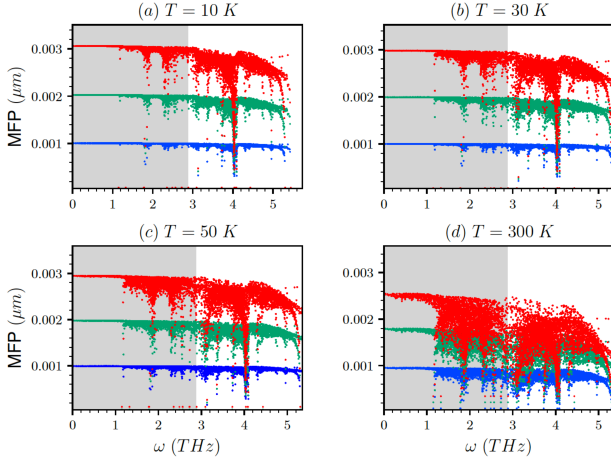 (a) T = 10 K
(b) T = 30 K
MFP (μm)
0.003
0.002
0.001
0 1 2 3 4 5
0.003
0.002
0.001
0 1 2 3 4 5
(c) T = 50 K
(d) T = 300 K
MFP (μm)
0.003
0.002
0.001
0 1 2 3 4 5
ω (THz)
0.003
0.002
0.001
0 1 2 3 4 5
ω (THz)